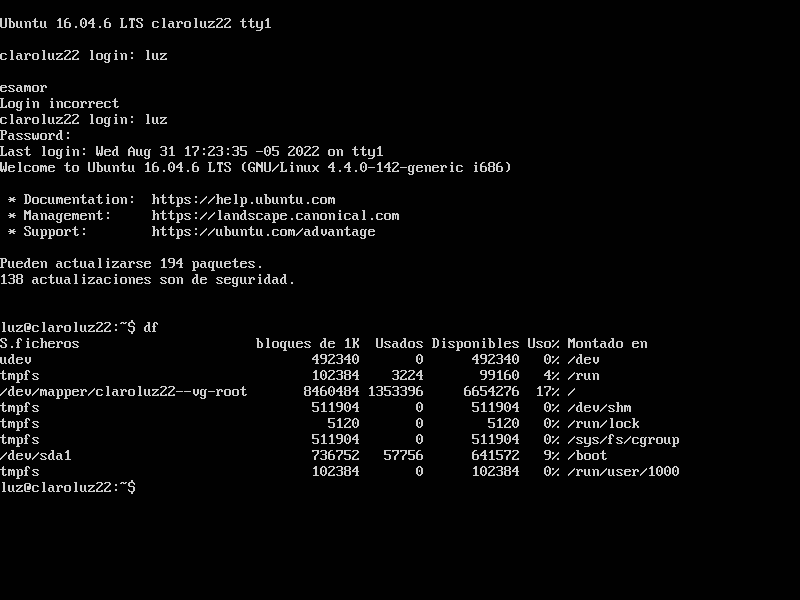 Ubuntu 16.04.6 LTS claroluz22 tty1
claroluz22 login: luz
esamor
Login incorrect
claroluz22 login: luz
Password:
Last login: Wed Aug 31 17:23:35 -05 2022 on tty1
Welcome to Ubuntu 16.04.6 LTS (GNU/Linux 4.4.0-142-generic i686)
* Documentation:  https://help.ubuntu.com
* Management:     https://landscape.canonical.com
* Support:        https://ubuntu.com/advantage
Pueden actualizarse 194 paquetes.
138 actualizaciones son de seguridad.
luz@claroluz22:~$ df
S.ficheros                      bloques de 1K  Usados Disponibles Uso% Montado en
udev                                   492340       0      492340   0% /dev
tmpfs                                  102384    3224       99160   4% /run
/dev/mapper/claroluz22--vg-root       8460484 1353396     6654276  17% /
tmpfs                                  511904       0      511904   0% /dev/shm
tmpfs                                    5120       0        5120   0% /run/lock
tmpfs                                  511904       0      511904   0% /sys/fs/cgroup
/dev/sda1                              736752   57756      641572   9% /boot
tmpfs                                  102384       0      102384   0% /run/user/1000
luz@claroluz22:~$